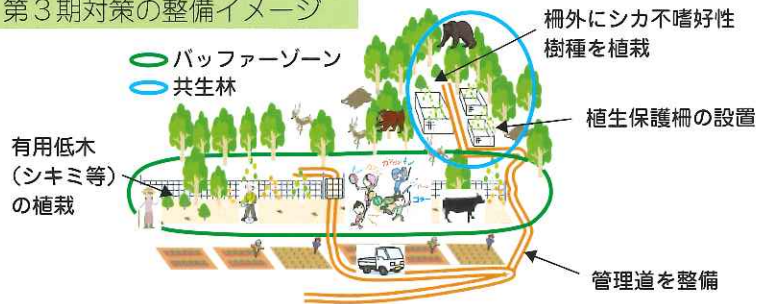 第3期対策の整備イメージ
バッファーゾーン
共生林
柵外にシカ不嗜好性
樹種を植栽
植生保護柵の設置
有用低木
（シキミ等）
の植栽
コラー
管理道を整備